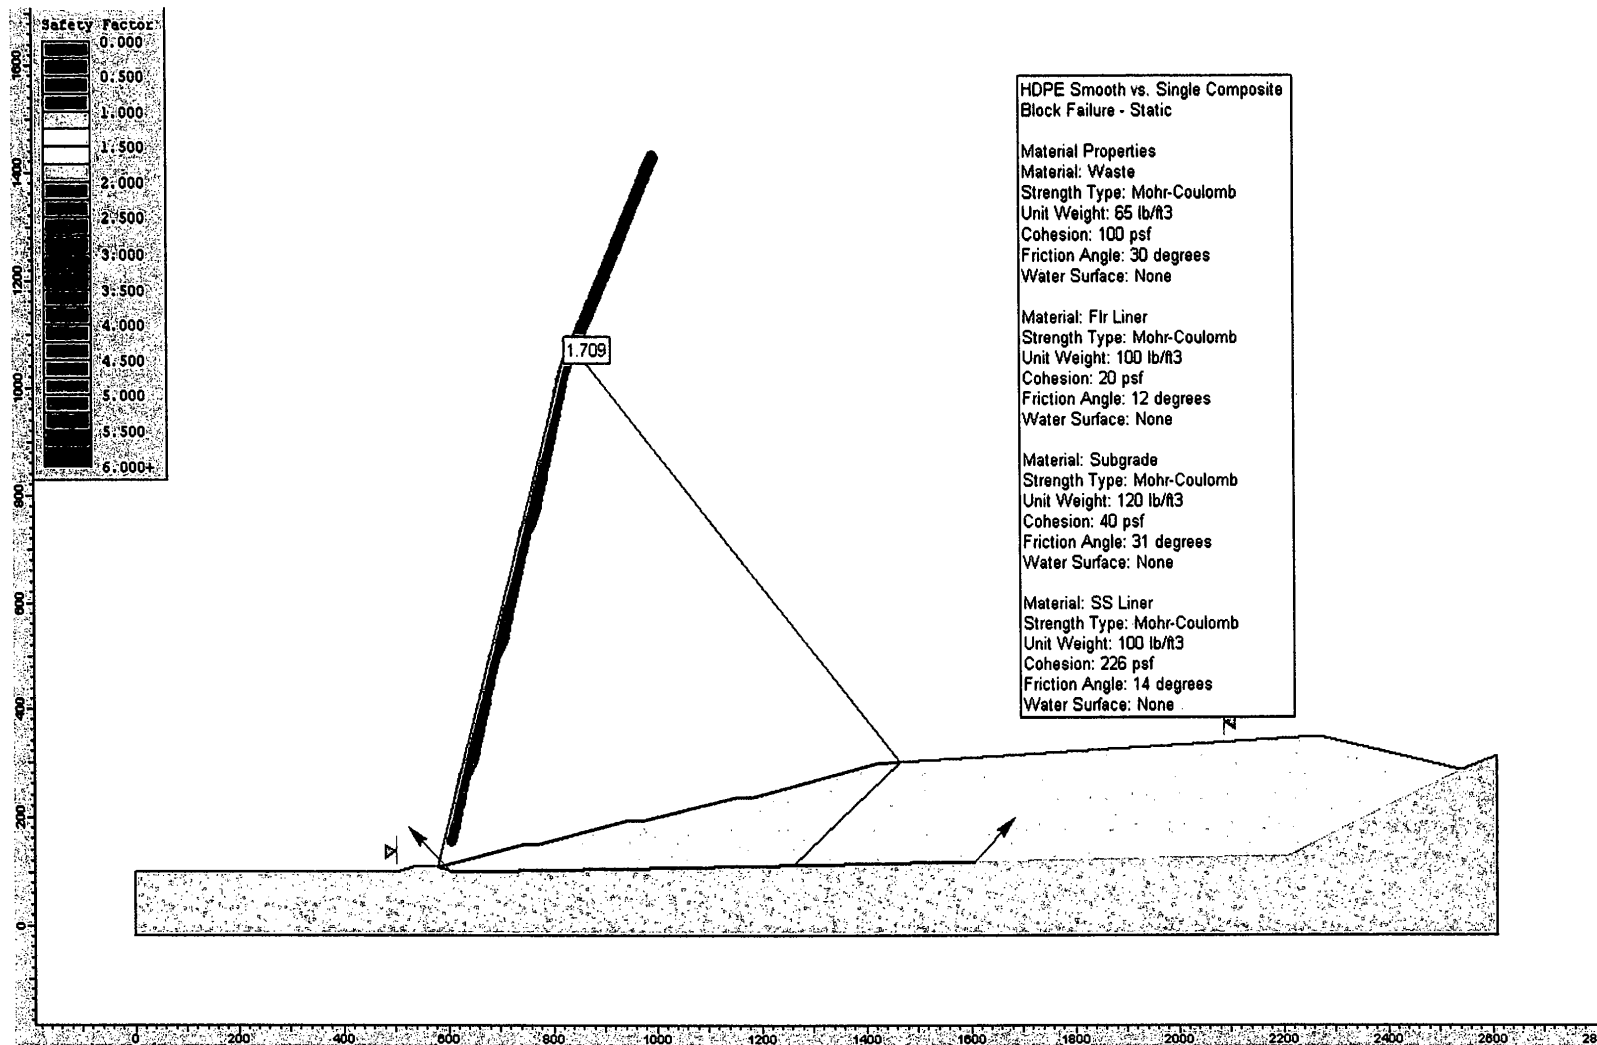 Safety Factor
0.000
0.500
1.000
1.500
2.000
2.500
3.000
3.500
4.000
4.500
5.000
5.500
6.000+
HDPE Smooth vs. Single Composite
Block Failure - Static
Material Properties
Material: Waste
Strength Type: Mohr-Coulomb
Unit Weight: 65 lb/ft3
Cohesion: 100 psf
Friction Angle: 30 degrees
Water Surface: None
Material: Flr Liner
Strength Type: Mohr-Coulomb
Unit Weight: 100 lb/ft3
Cohesion: 20 psf
Friction Angle: 12 degrees
Water Surface: None
Material: Subgrade
Strength Type: Mohr-Coulomb
Unit Weight: 120 lb/ft3
Cohesion: 40 psf
Friction Angle: 31 degrees
Water Surface: None
Material: SS Liner
Strength Type: Mohr-Coulomb
Unit Weight: 100 lb/ft3
Cohesion: 226 psf
Friction Angle: 14 degrees
Water Surface: None
1.709
1600
1400
1200
1000
800
600
400
200
0
0 200 400 600 800 1000 1200 1400 1600 1800 2000 2200 2400 2600